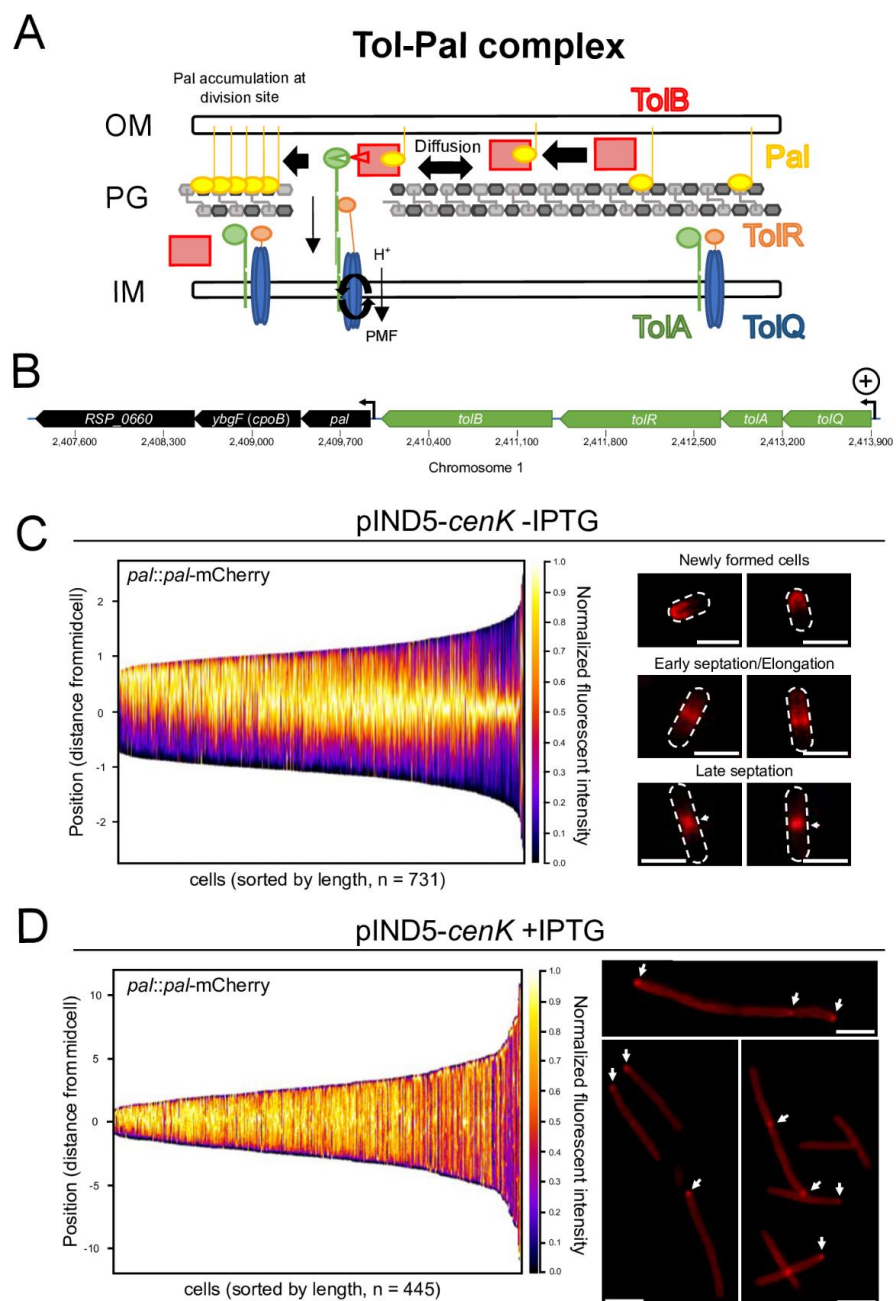 A
Tol-Pal complex
Pal accumulation at
division site
TolB
OM
Diffusion
Pal
PG
TolR
H+
IM
PMF
TolA
TolQ
B
+
RSP_0660
ybgF (cpoB)
pal
tolB
tolR
tolA
tolQ
2,407,600
2,408,300
2,409,000
2,409,700
2,410,400
2,411,100
2,411,800
2,412,500
2,413,200
2,413,900
Chromosome 1
pIND5-cenK -IPTG
C
pal::pal-mCherry
Position (distance frommidcell)
2
1
0
-1
-2
cells (sorted by length, n = 731)
1.0
0.9
0.8
0.7
0.6
0.5
0.4
0.3
0.2
0.1
0.0
Normalized fluorescent intensity
Newly formed cells
Early septation/Elongation
Late septation
pIND5-cenK +IPTG
D
pal::pal-mCherry
Position (distance frommidcell)
10
5
0
-5
-10
cells (sorted by length, n = 445)
1.0
0.9
0.8
0.7
0.6
0.5
0.4
0.3
0.2
0.1
0.0
Normalized fluorescent intensity